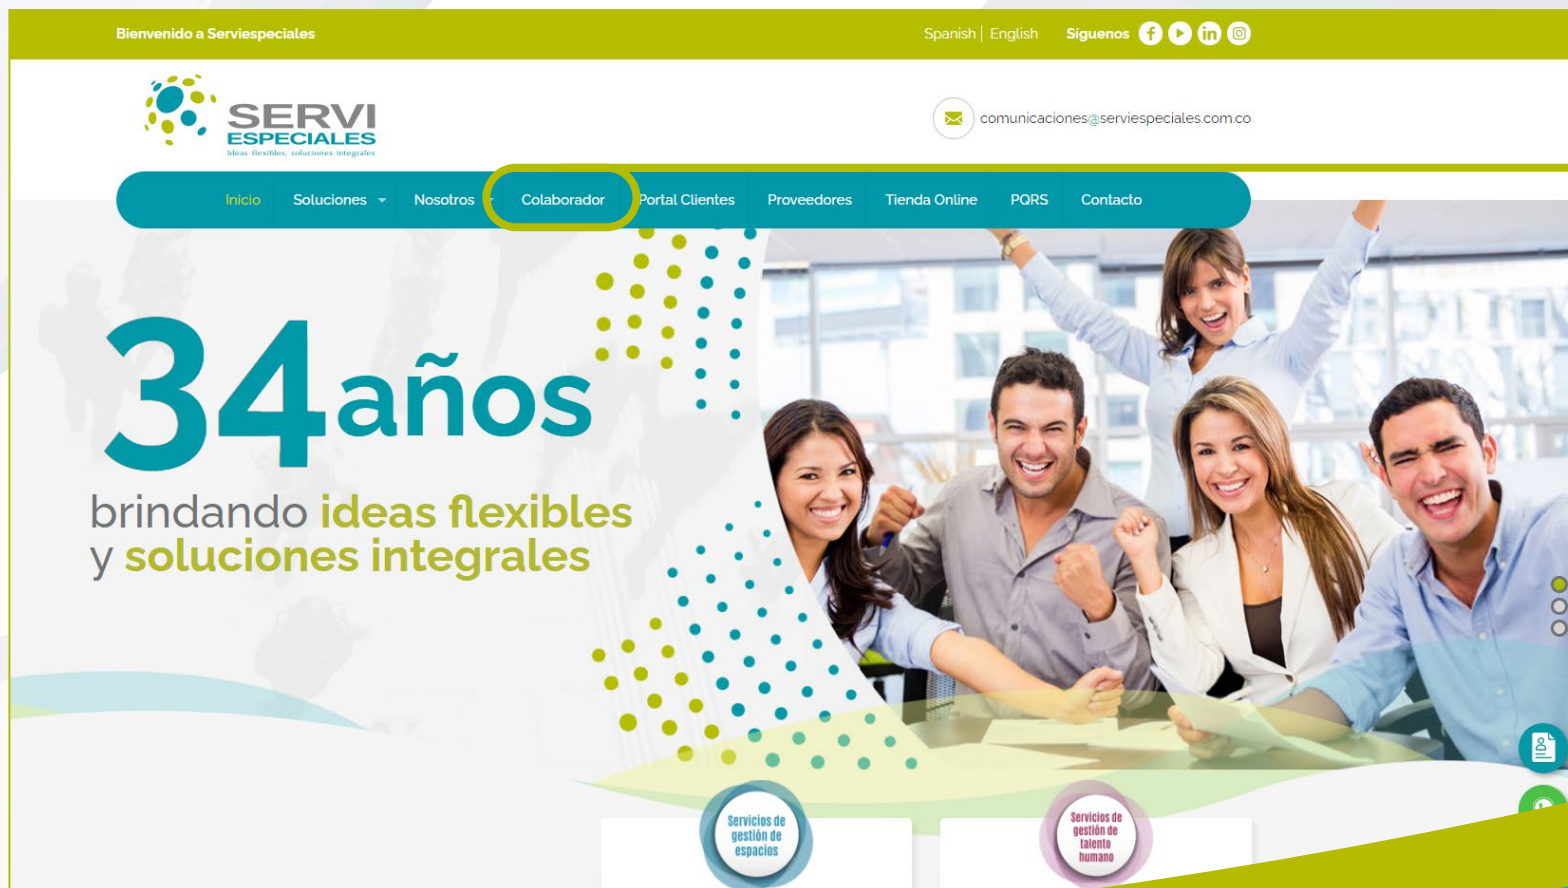 Bienvenido a Serviespeciales
Spanish | English
Síguenos
SERVI
ESPECIALES
Ideas flexibles, soluciones integrales
comunicaciones@serviespeciales.com.co
Inicio Soluciones Nosotros Colaborador Portal Clientes Proveedores Tienda Online PQRS Contacto
34 años
brindando ideas flexibles
y soluciones integrales
Servicios de
gestión de
espacios
Servicios de
gestión de
talento
humano